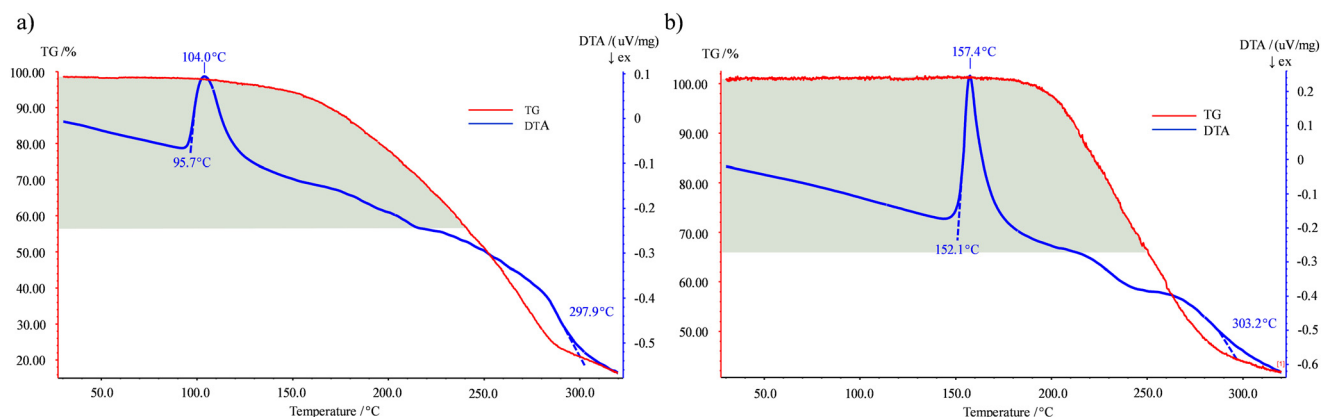 a)
TG /%
DTA /(uV/mg)
↓ ex
104.0°C
100.00
90.00
80.00
70.00
60.00
50.00
40.00
30.00
20.00
0.1
0
-0.1
-0.2
-0.3
-0.4
-0.5
TG
DTA
95.7°C
297.9°C
50.0
100.0
150.0
200.0
250.0
300.0
Temperature /°C
b)
TG /%
DTA /(uV/mg)
↓ ex
157.4°C
100.00
90.00
80.00
70.00
60.00
50.00
0.2
0.1
0
-0.1
-0.2
-0.3
-0.4
-0.5
-0.6
TG
DTA
152.1°C
303.2°C
[1]
50.0
100.0
150.0
200.0
250.0
300.0
Temperature /°C